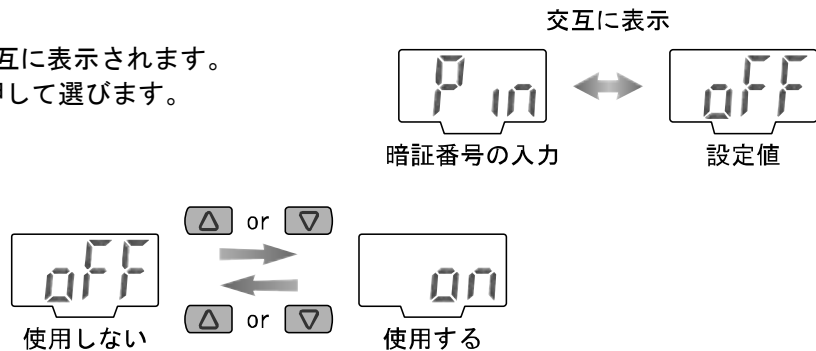 交互に表示
互に表示されます。
して選びます。
Pin
oFF
暗証番号の入力
設定値
or
oFF
on
or
使用しない
使用する